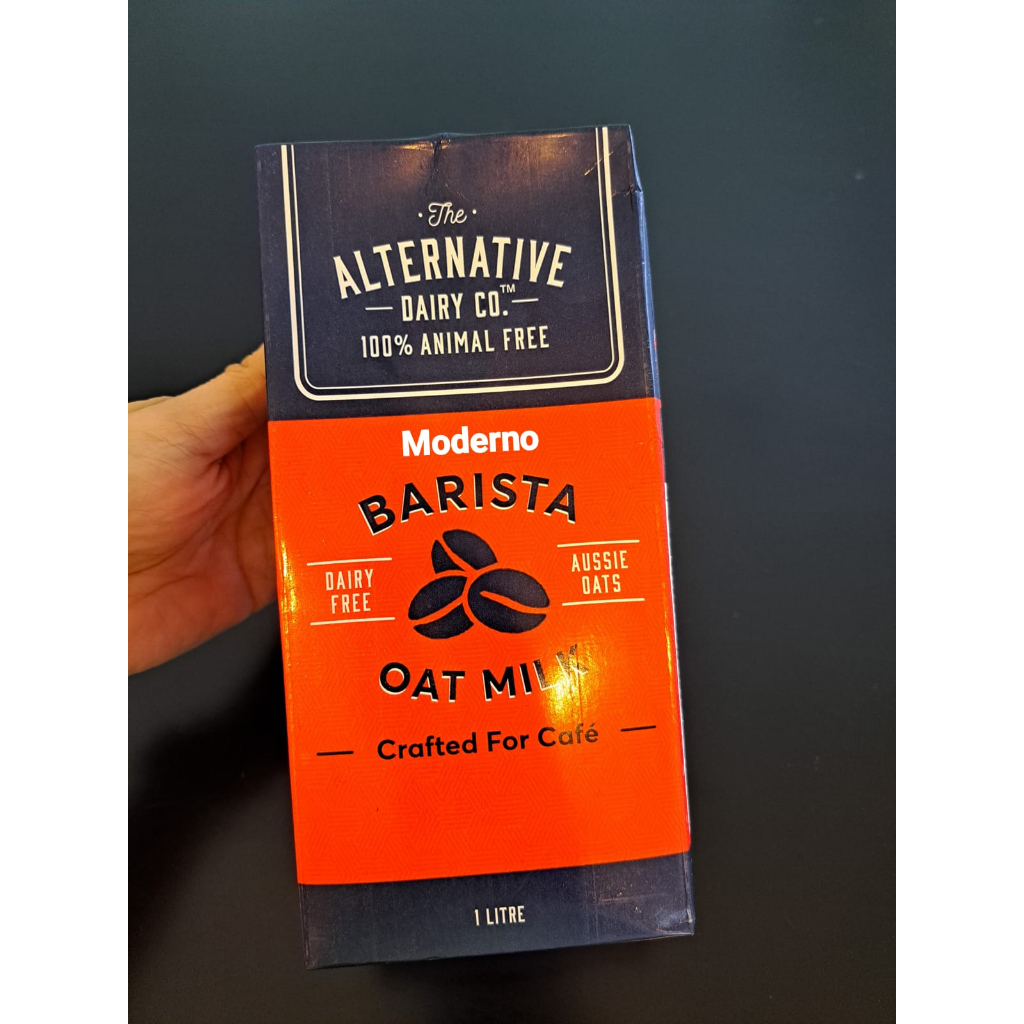 The
ALTERNATIVE
DAIRY CO.™
100% ANIMAL FREE
Moderno
BARISTA
DAIRY
FREE
AUSSIE
OATS
OAT MILK
Crafted For Café
1 LITRE